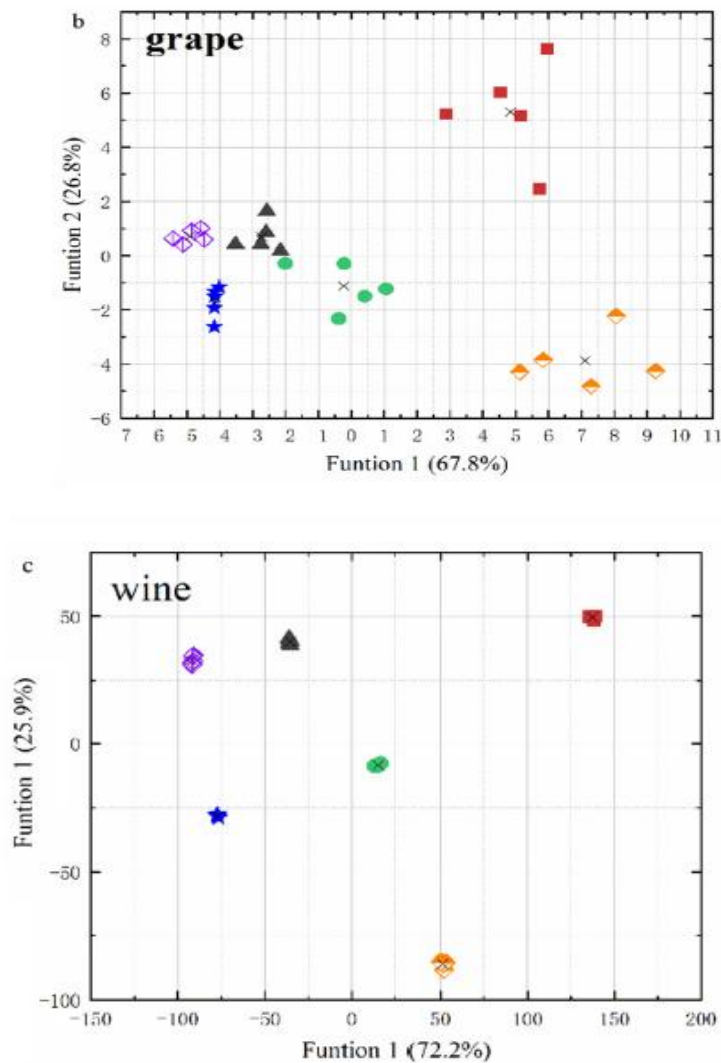 b
grape
8
6
4
2
0
−2
−4
−6
Funtion 2 (26.8%)
7 6 5 4 3 2 1 0 1 2 3 4 5 6 7 8 9 10 11
Funtion 1 (67.8%)
c
wine
50
0
−50
−100
Funtion 1 (25.9%)
−150 −100 −50 0 50 100 150 200
Funtion 1 (72.2%)